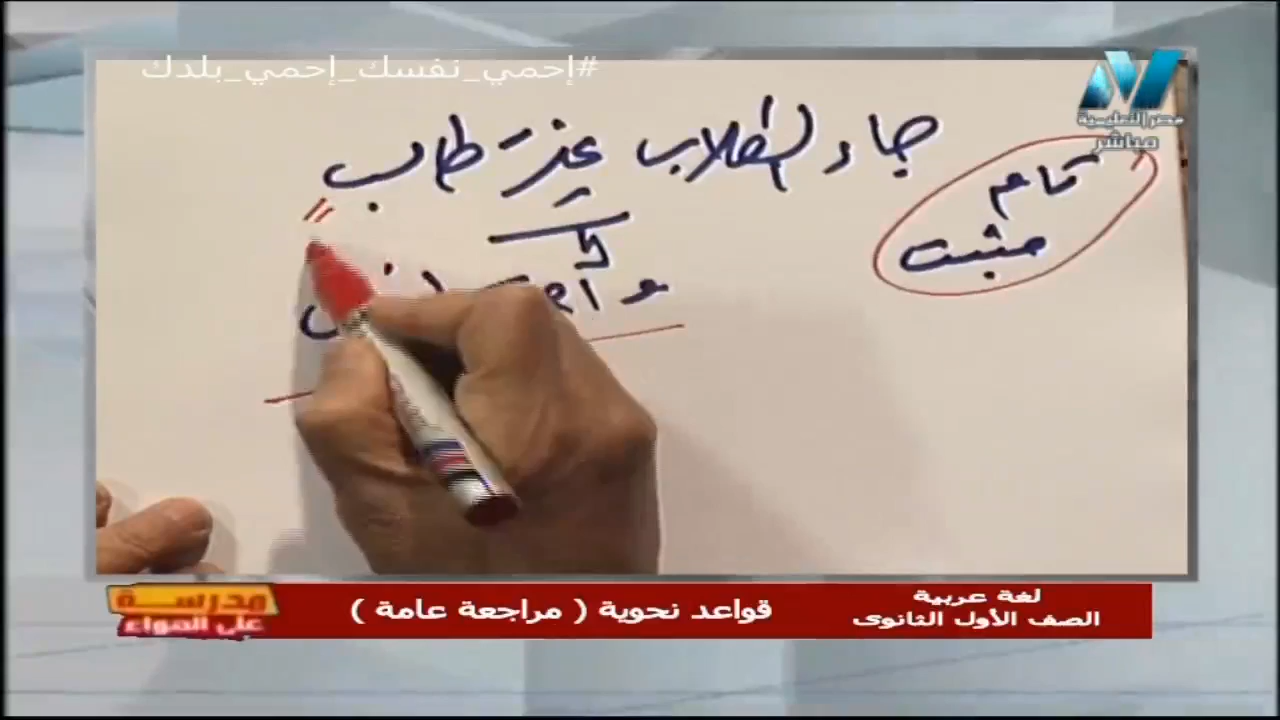 #إحمي_نفسك_إحمي_بلدك
مصر التعليمية
مباشر
جاء الطلاب غير طالب
تام
مثبت
لغة عربية
الصف الأول الثانوى
قواعد نحوية ( مراجعة عامة )
مدرسة
على الهواء